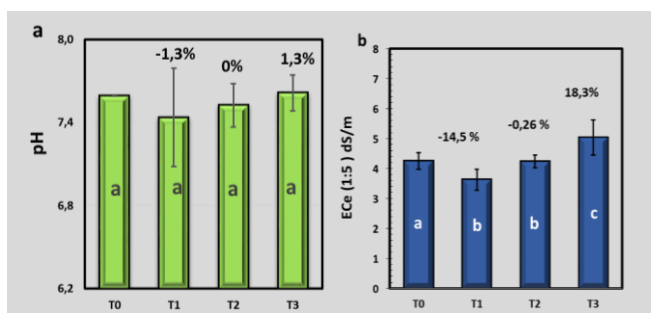 a
8,0
7,4
6,8
6,2
pH
-1,3%
0%
1,3%
a
a
a
a
T0
T1
T2
T3
b
8
7
6
5
4
3
2
1
0
ECe (1:5 ) dS/m
-14,5 %
-0,26 %
18,3%
a
b
b
c
T0
T1
T2
T3